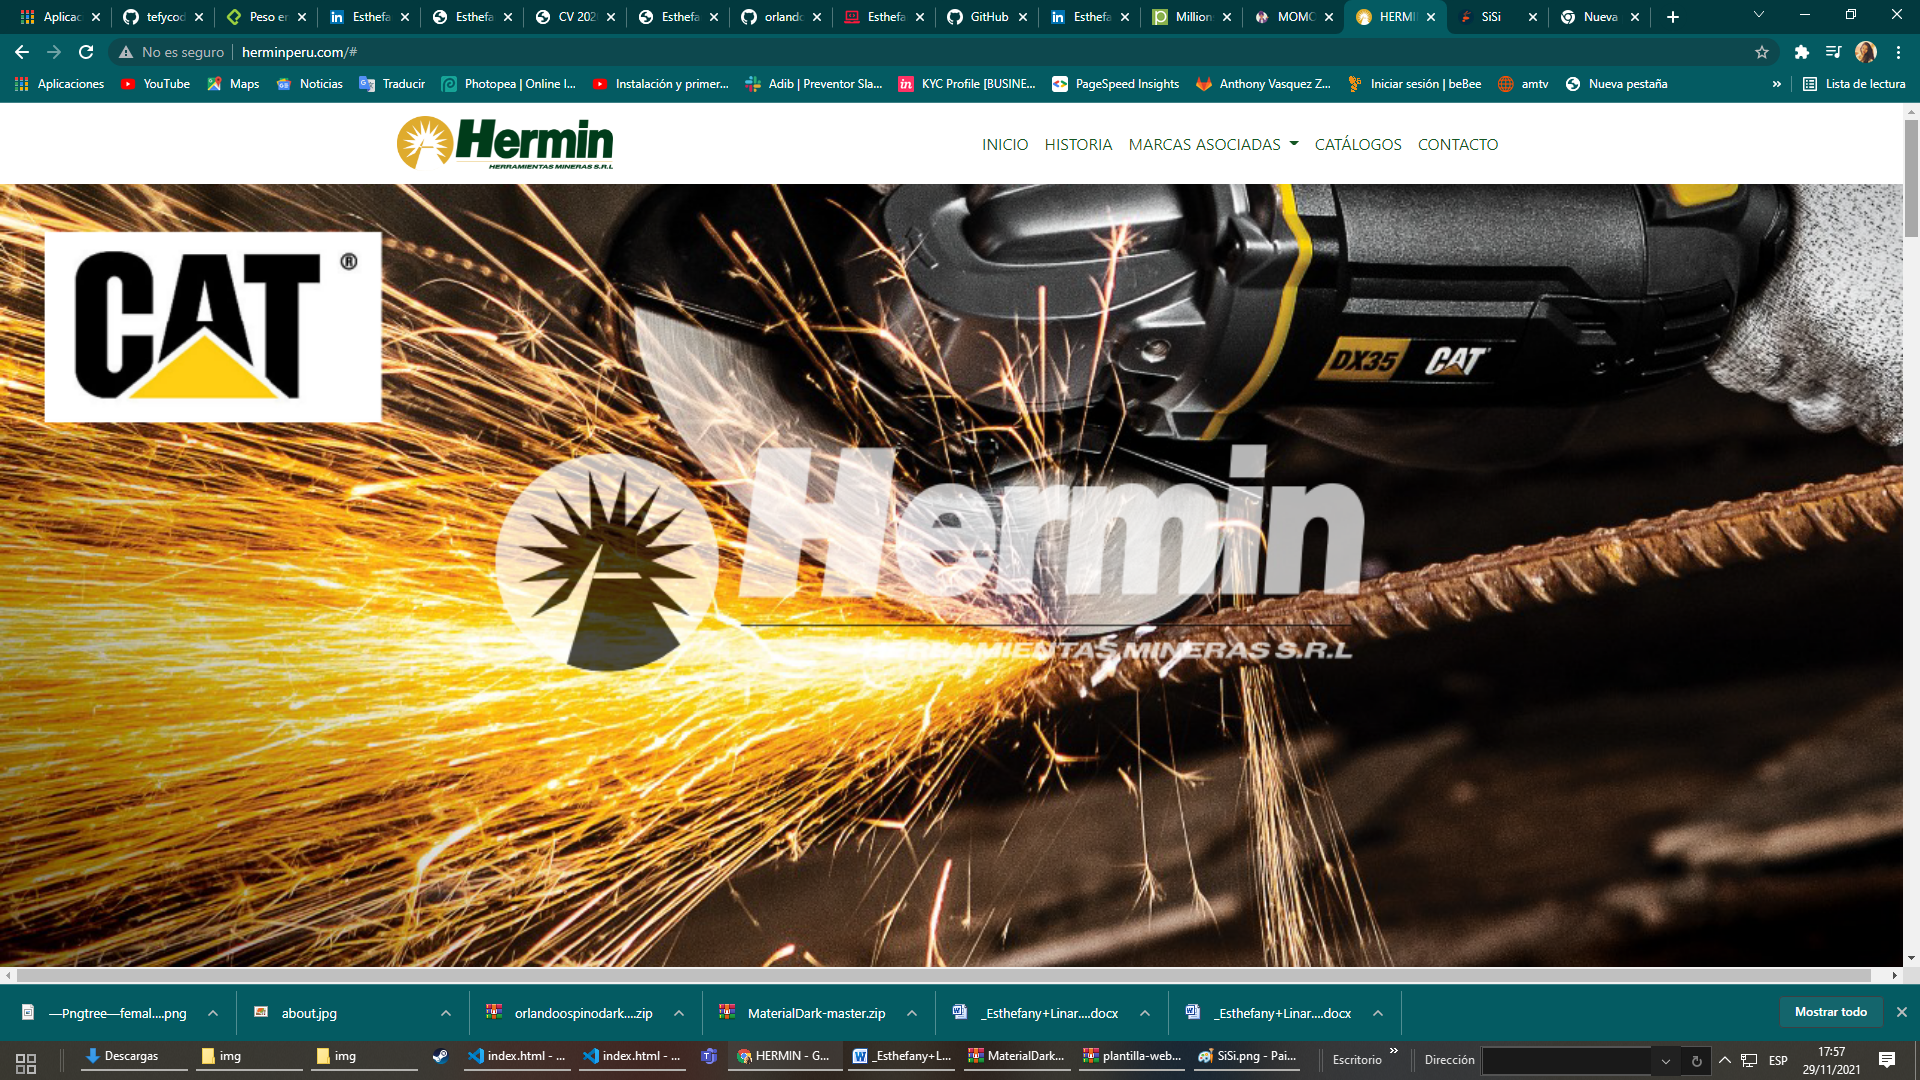 Aplicac
tefycod
Peso en
Esthefa
Esthefa
CV 202
Esthefa
orlando
Esthefa
GitHub
Esthefa
Million
MOMO
HERMI
SiSi
Nueva
No es seguro
herminperu.com/#
Aplicaciones
YouTube
Maps
Noticias
Traducir
Photopea | Online I...
Instalación y primer...
Adib | Preventor Sla...
KYC Profile [BUSINE...
PageSpeed Insights
Anthony Vasquez Z...
Iniciar sesión | beBee
amtv
Nueva pestaña
»
Lista de lectura
Hermin
HERRAMIENTAS MINERAS S.R.L
INICIO
HISTORIA
MARCAS ASOCIADAS
CATÁLOGOS
CONTACTO
CAT ®
DX35 CAT
Hermin
HERRAMIENTAS MINERAS S.R.L
—Pngtree—femal....png
about.jpg
orlandoospinodark....zip
MaterialDark-master.zip
_Esthefany+Linar....docx
_Esthefany+Linar....docx
Mostrar todo
Descargas
img
img
index.html - ...
index.html - ...
HERMIN - G...
_Esthefany+L...
MaterialDark...
plantilla-web...
SiSi.png - Pai...
Escritorio
»
Dirección
ESP
17:57
29/11/2021